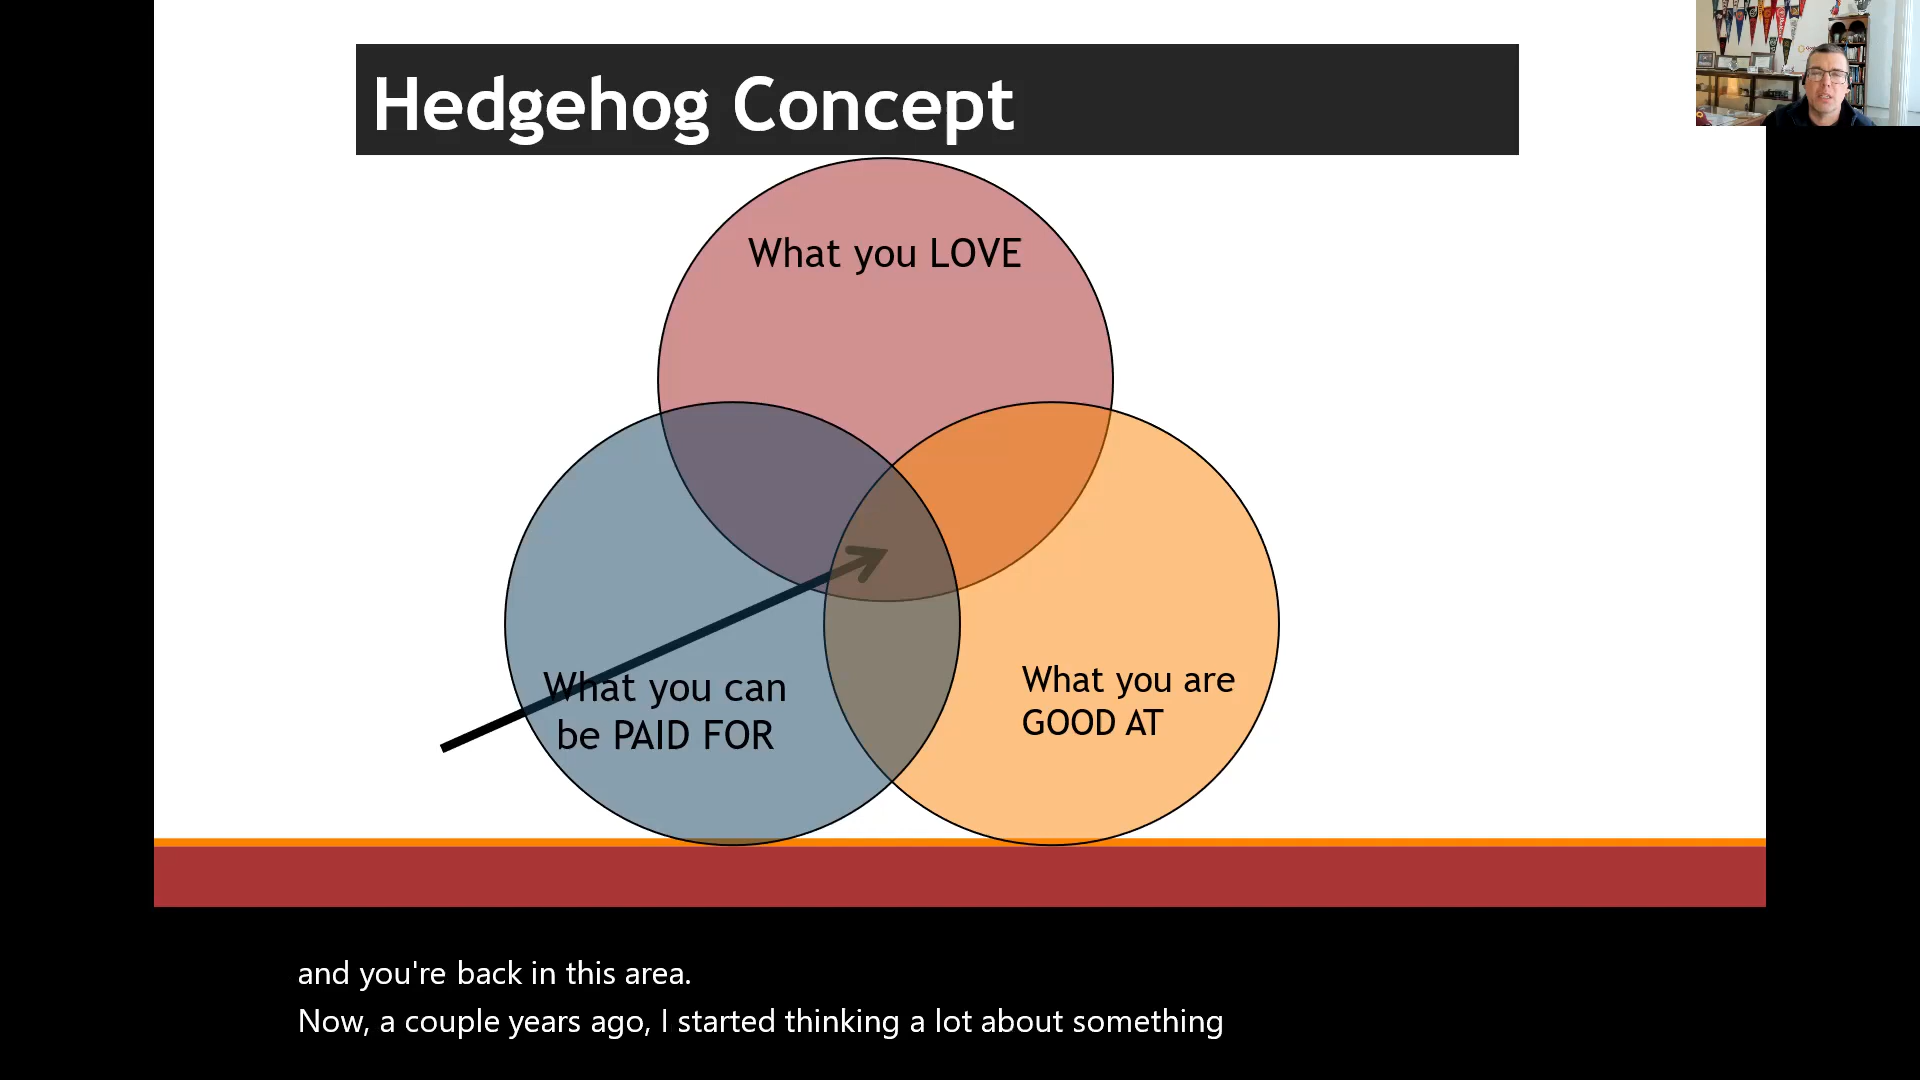 Hedgehog Concept
What you LOVE
What you can
be PAID FOR
What you are
GOOD AT
and you're back in this area.
Now, a couple years ago, I started thinking a lot about something